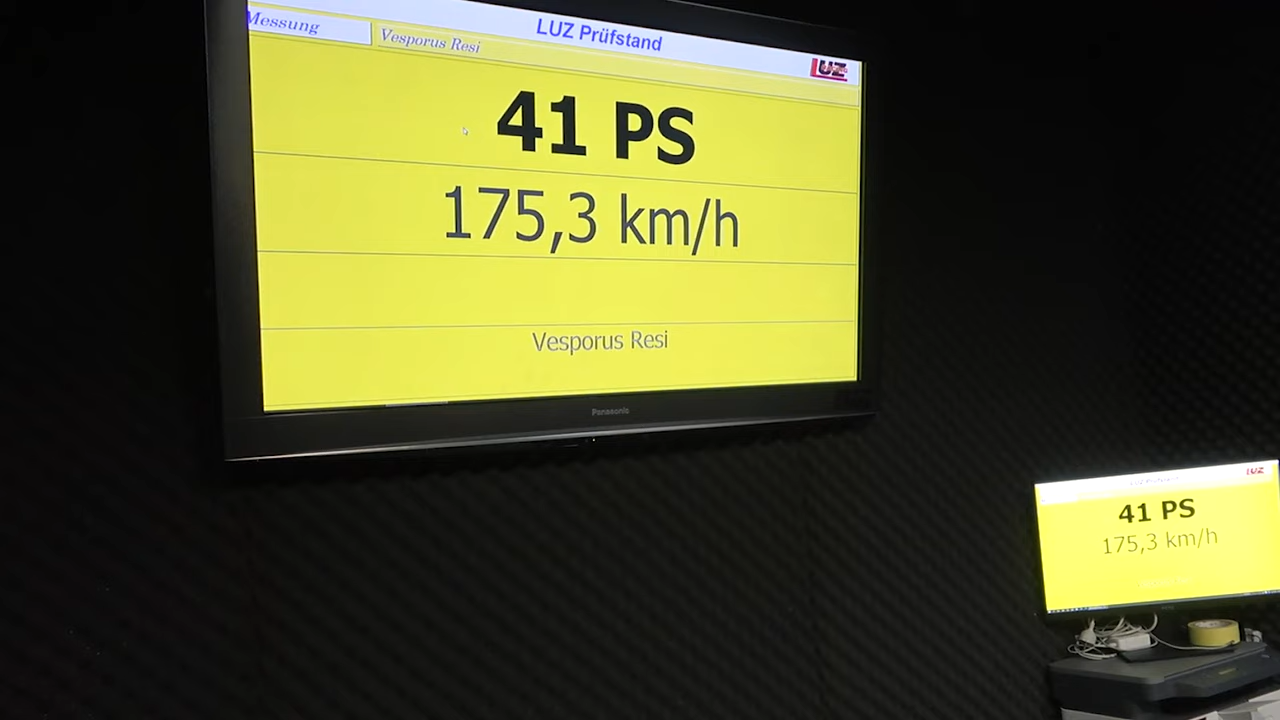 Messung
Vesporus Resi
LUZ Prüfstand
LUZ
41 PS
175,3 km/h
Vesporus Resi
Panasonic
LUZ
41 PS
175,3 km/h